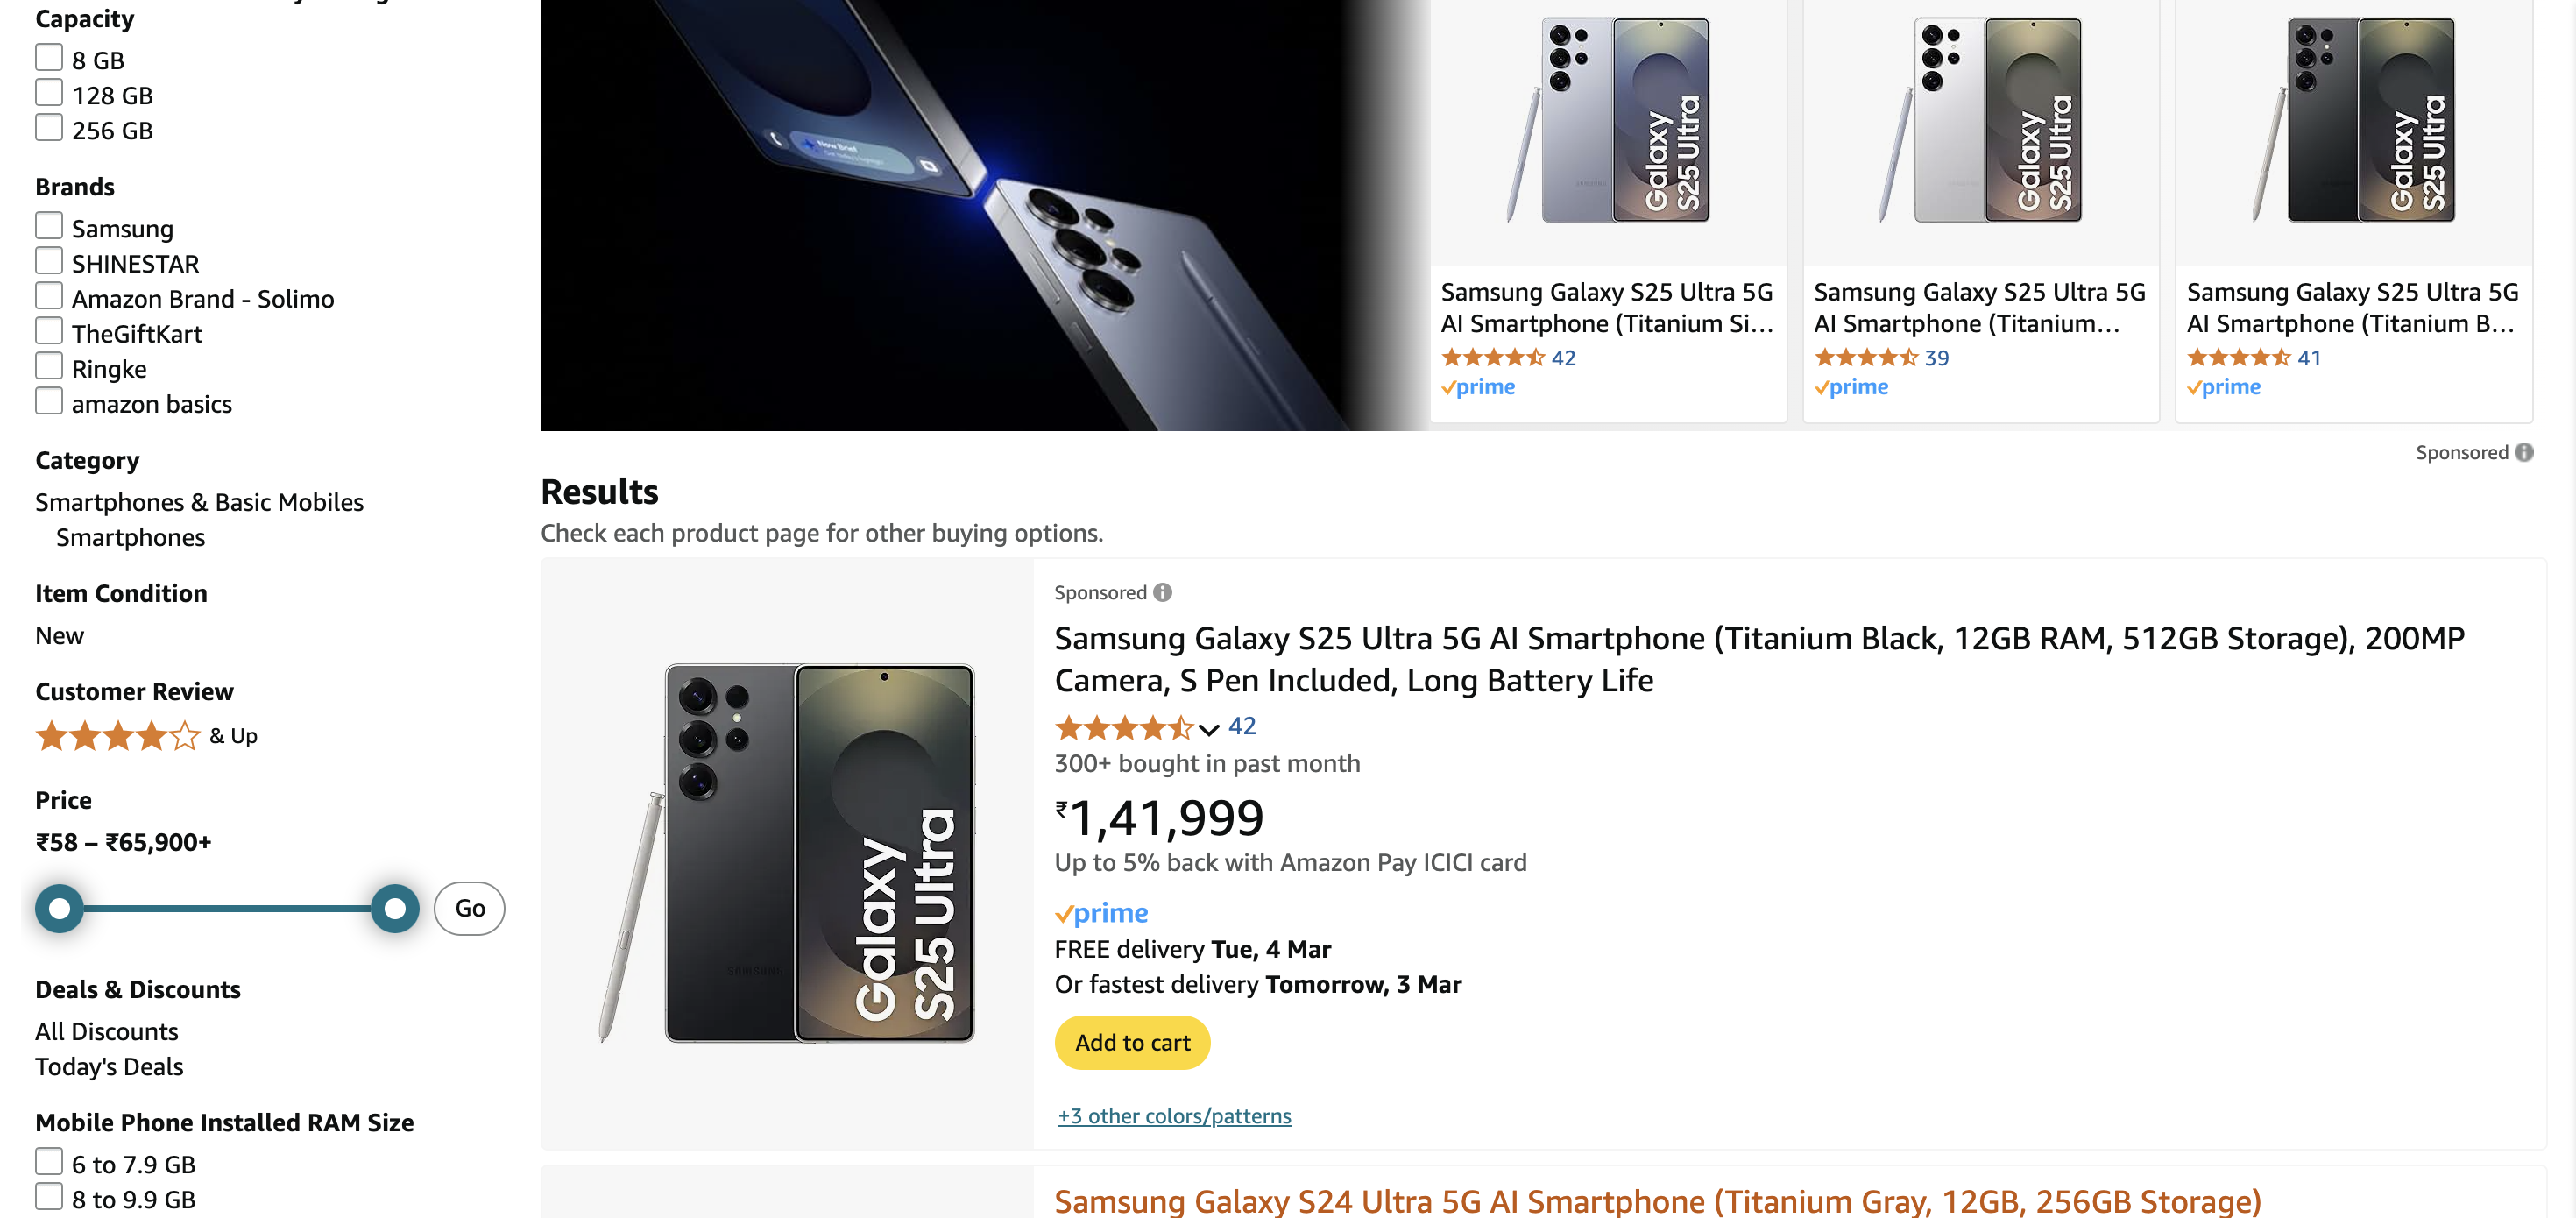 Capacity
8 GB
128 GB
256 GB
Brands
Samsung
SHINESTAR
Amazon Brand - Solimo
TheGiftKart
Ringke
amazon basics
Category
Smartphones & Basic Mobiles
Smartphones
Item Condition
New
Customer Review
& Up
Price
₹58 – ₹65,900+
Go
Deals & Discounts
All Discounts
Today's Deals
Mobile Phone Installed RAM Size
6 to 7.9 GB
8 to 9.9 GB
Now Brief
Galaxy
S25 Ultra
Samsung Galaxy S25 Ultra 5G
AI Smartphone (Titanium Si...
42
prime
Galaxy
S25 Ultra
Samsung Galaxy S25 Ultra 5G
AI Smartphone (Titanium...
39
prime
Galaxy
S25 Ultra
Samsung Galaxy S25 Ultra 5G
AI Smartphone (Titanium B...
41
prime
Sponsored
Results
Check each product page for other buying options.
SAMSUNG
Galaxy
S25 Ultra
Sponsored
Samsung Galaxy S25 Ultra 5G AI Smartphone (Titanium Black, 12GB RAM, 512GB Storage), 200MP
Camera, S Pen Included, Long Battery Life
42
300+ bought in past month
₹1,41,999
Up to 5% back with Amazon Pay ICICI card
prime
FREE delivery Tue, 4 Mar
Or fastest delivery Tomorrow, 3 Mar
Add to cart
+3 other colors/patterns
Samsung Galaxy S24 Ultra 5G AI Smartphone (Titanium Gray, 12GB, 256GB Storage)